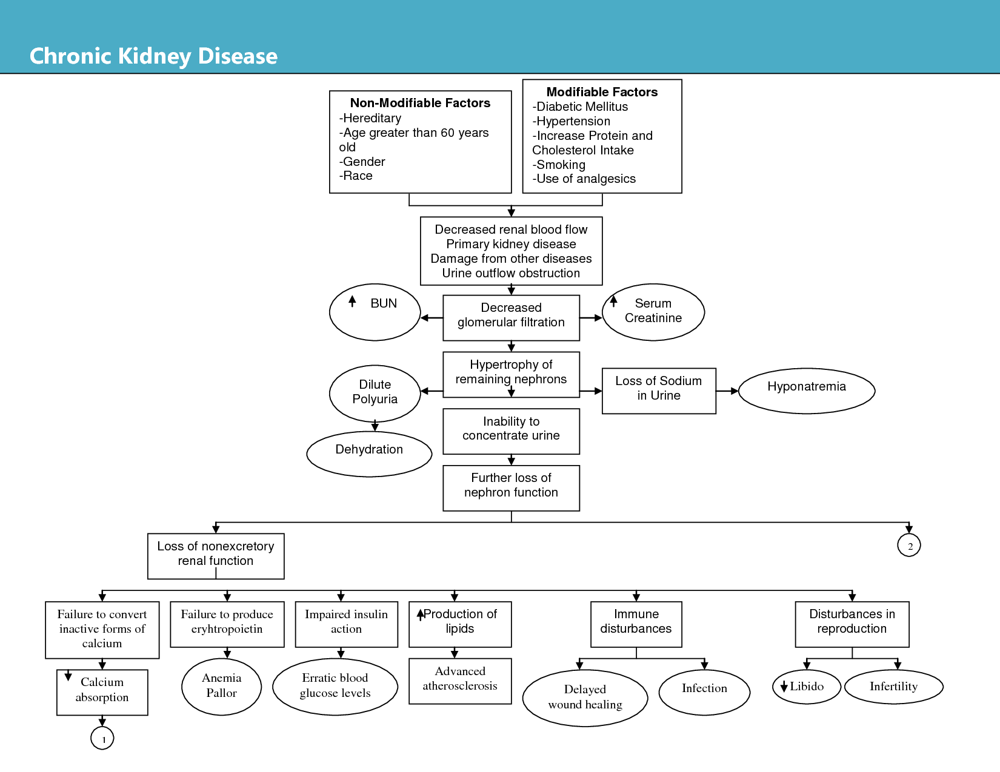 Chronic Kidney Disease
Non-Modifiable Factors
-Hereditary
-Age greater than 60 years
old
-Gender
-Race
Modifiable Factors
-Diabetic Mellitus
-Hypertension
-Increase Protein and
Cholesterol Intake
-Smoking
-Use of analgesics
Decreased renal blood flow
Primary kidney disease
Damage from other diseases
Urine outflow obstruction
BUN
Decreased
glomerular filtration
Serum
Creatinine
Hypertrophy of
remaining nephrons
Dilute
Polyuria
Loss of Sodium
in Urine
Hyponatremia
Inability to
concentrate urine
Dehydration
Further loss of
nephron function
Loss of nonexcretory
renal function
2
Failure to convert
inactive forms of
calcium
Failure to produce
eryhtropoietin
Impaired insulin
action
Production of
lipids
Immune
disturbances
Disturbances in
reproduction
Calcium
absorption
Anemia
Pallor
Erratic blood
glucose levels
Advanced
atherosclerosis
Delayed
wound healing
Infection
Libido
Infertility
1